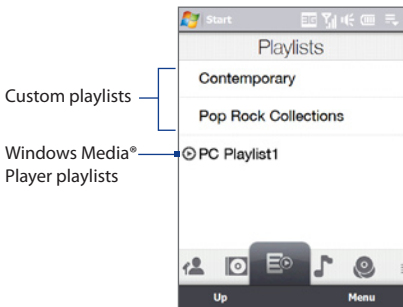 Start
Playlists
Contemporary
Custom playlists
Pop Rock Collections
Windows Media®
Player playlists
PC Playlist1
Up
Menu